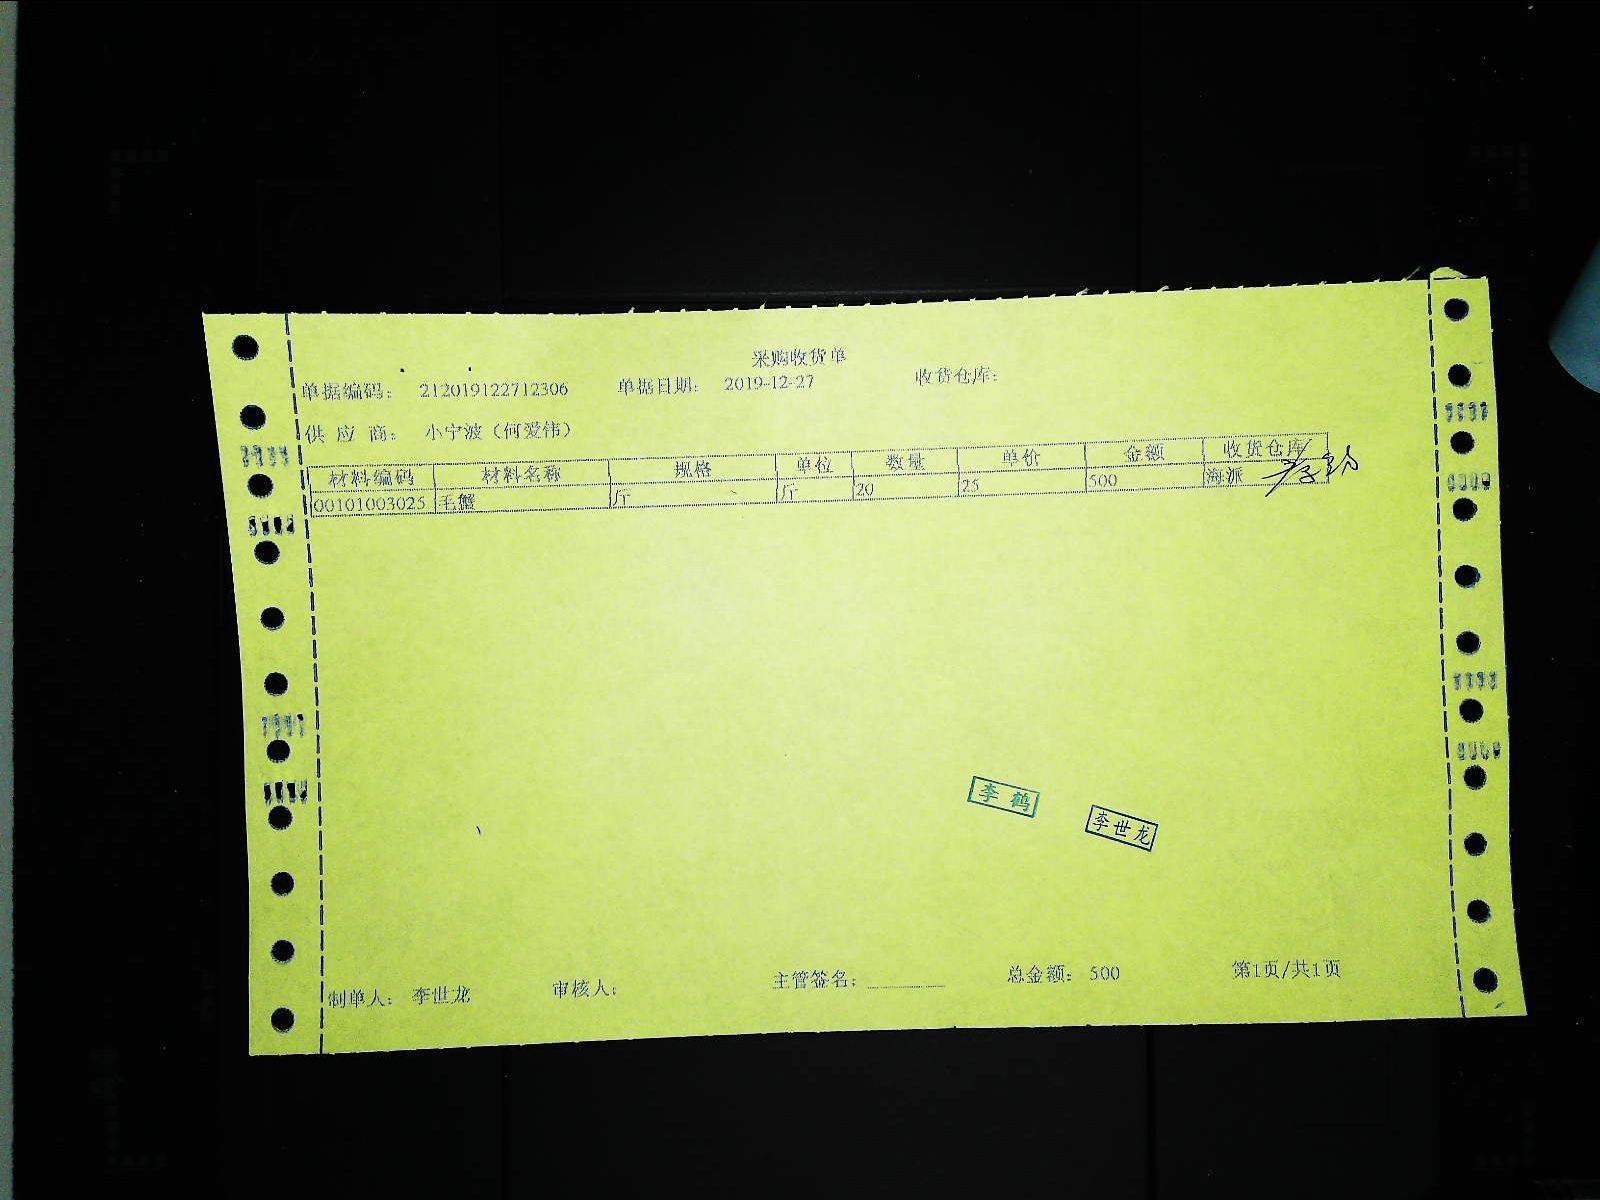 采购收货单
单据编码： 212019122712306 单据日期： 2019-12-27 收货仓库：
供 应 商： 小宁波（何爱伟）
材料编码 材料名称 规格 单位 数量 单价 金额 收货仓库
00101003025 毛蟹 斤 斤 20 25 500 海派
李 鹤
李世龙
制单人： 李世龙 审核人： 主管签名：________ 总金额： 500 第1页/共1页